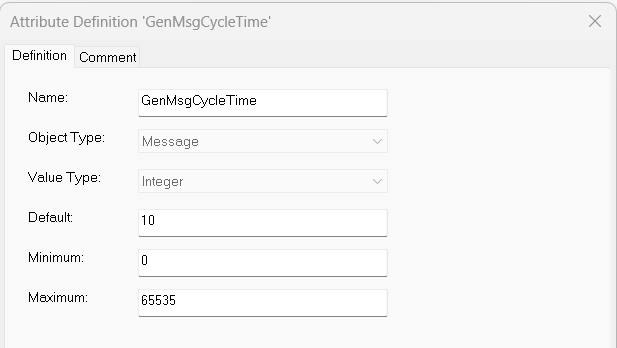 Attribute Definition 'GenMsgCycleTime'
Definition Comment
Name: GenMsgCycleTime
Object Type: Message
Value Type: Integer
Default: 10
Minimum: 0
Maximum: 65535